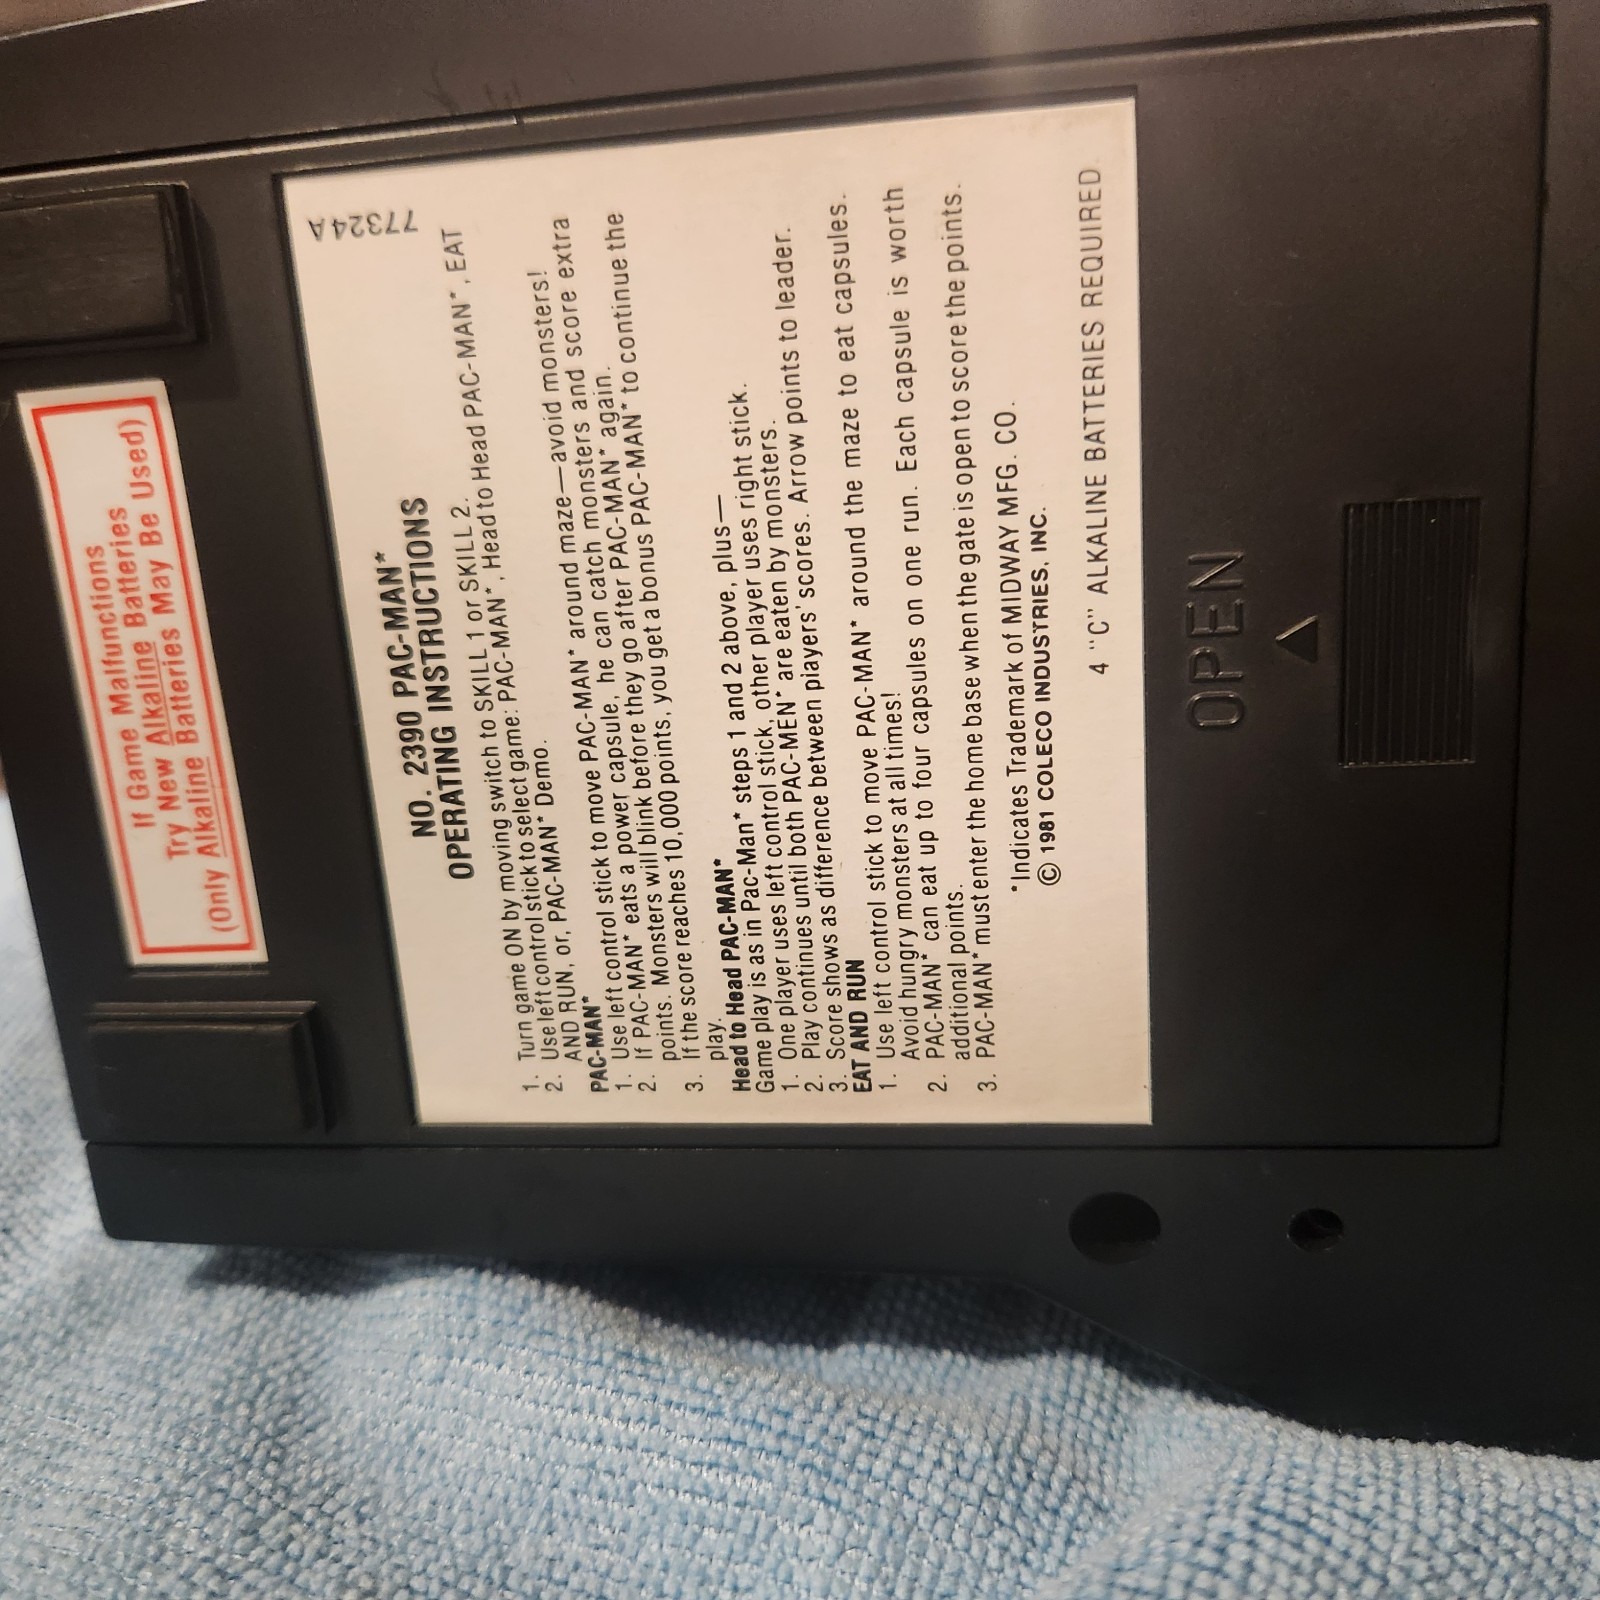 If Game Malfunctions
Try New Alkaline Batteries
(Only Alkaline Batteries May Be Used)
77324A
NO. 2390 PAC-MAN*
OPERATING INSTRUCTIONS
1. Turn game ON by moving switch to SKILL 1 or SKILL 2.
2. Use left control stick to select game: PAC-MAN*, Head to Head PAC-MAN*, EAT
AND RUN, or, PAC-MAN* Demo.
PAC-MAN*
1. Use left control stick to move PAC-MAN* around maze—avoid monsters!
2. If PAC-MAN* eats a power capsule, he can catch monsters and score extra
points. Monsters will blink before they go after PAC-MAN* again.
3. If the score reaches 10,000 points, you get a bonus PAC-MAN* to continue the
play.
Head to Head PAC-MAN*
Game play is as in Pac-Man* steps 1 and 2 above, plus—
1. One player uses left control stick, other player uses right stick.
2. Play continues until both PAC-MEN* are eaten by monsters.
3. Score shows as difference between players' scores. Arrow points to leader.
EAT AND RUN
1. Use left control stick to move PAC-MAN* around the maze to eat capsules.
Avoid hungry monsters at all times!
2. PAC-MAN* can eat up to four capsules on one run. Each capsule is worth
additional points.
3. PAC-MAN* must enter the home base when the gate is open to score the points.
*Indicates Trademark of MIDWAY MFG. CO.
© 1981 COLECO INDUSTRIES, INC.
4 "C" ALKALINE BATTERIES REQUIRED.
OPEN